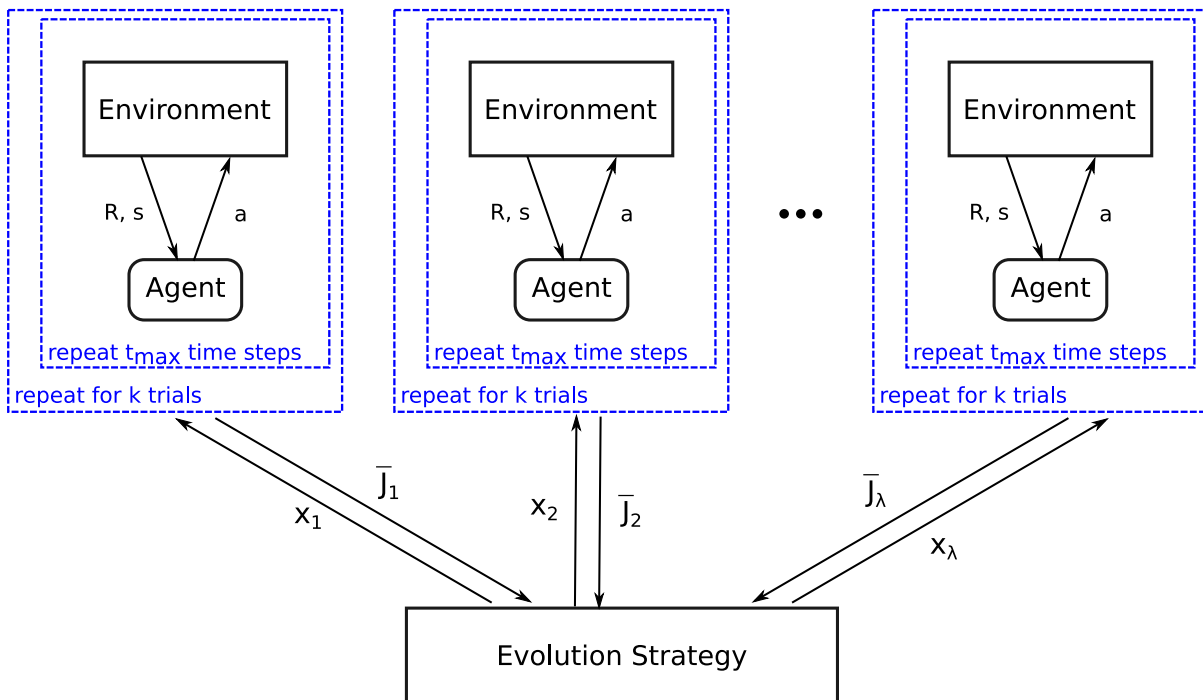 Environment
Environment
Environment
R, s
a
R, s
a
•••
R, s
a
Agent
Agent
Agent
repeat tmax time steps
repeat tmax time steps
repeat tmax time steps
repeat for k trials
repeat for k trials
repeat for k trials
J̅₁
x₁
x₂
J̅₂
J̅λ
xλ
Evolution Strategy